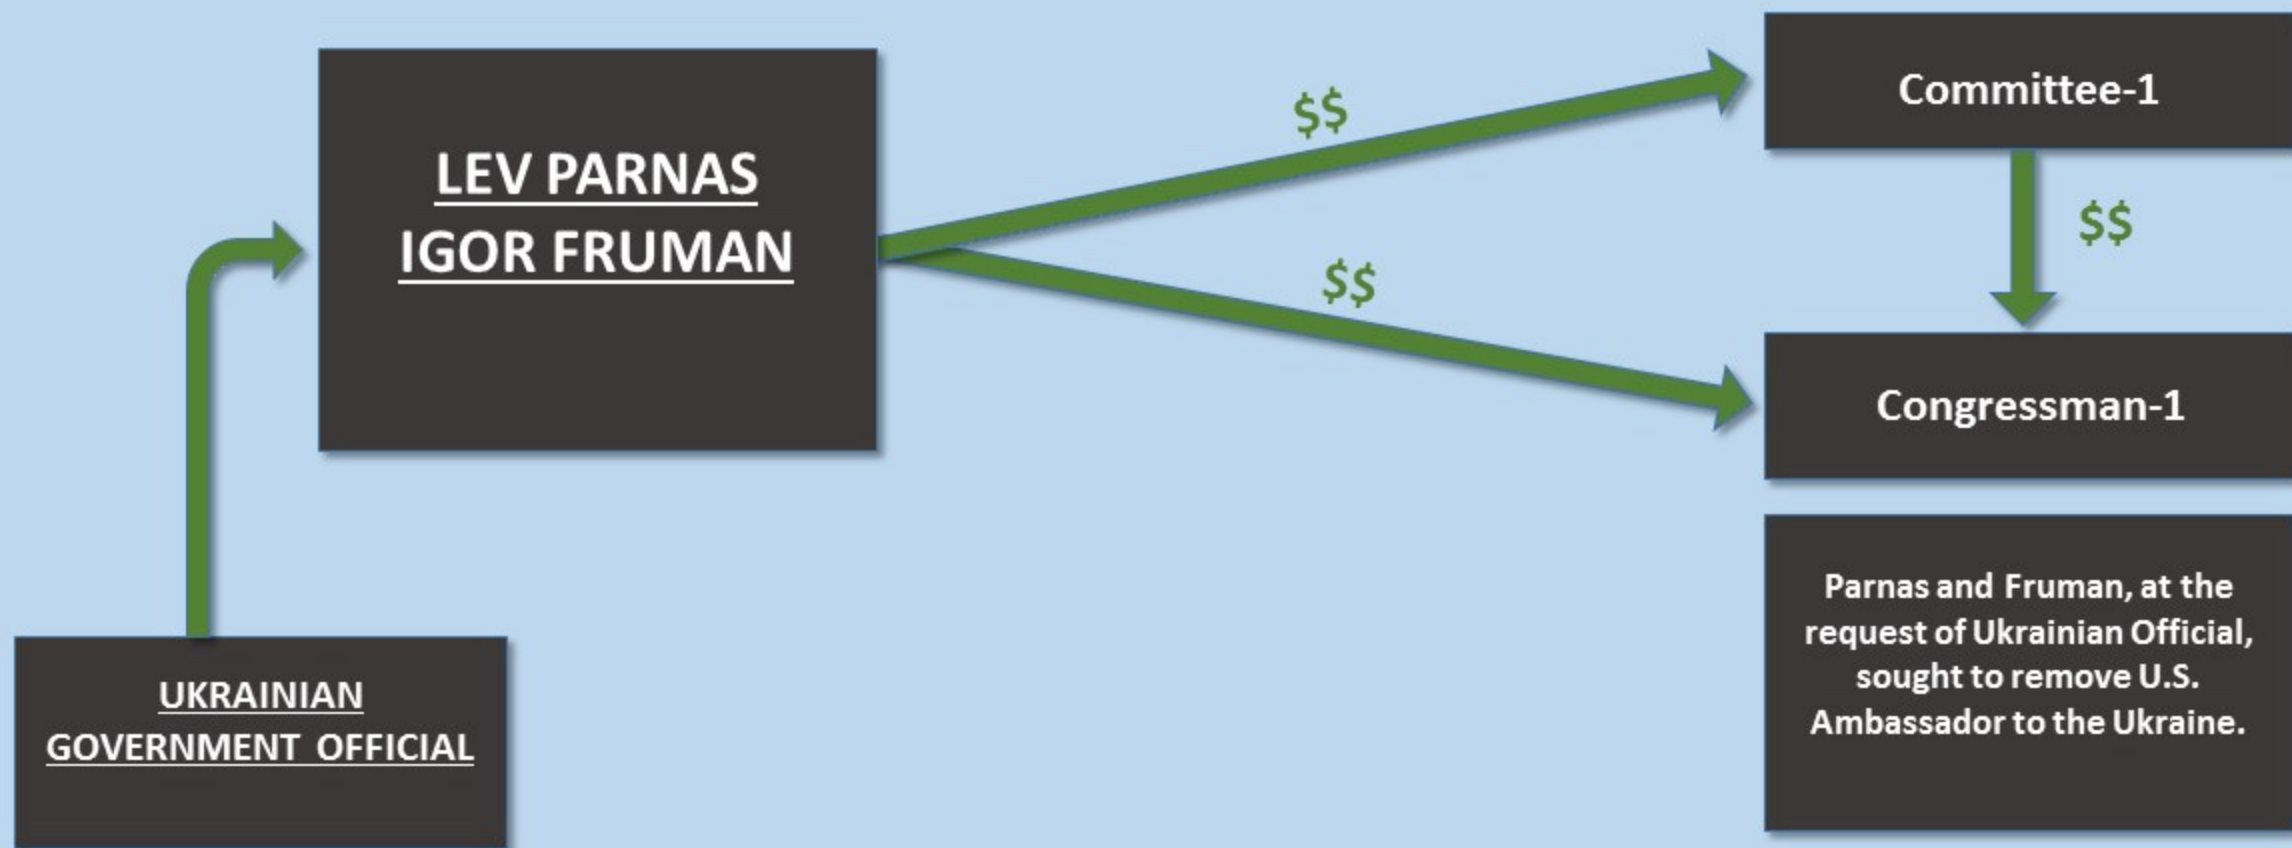 LEV PARNAS
IGOR FRUMAN
$$
$$
Committee-1
$$
Congressman-1
Parnas and Fruman, at the
request of Ukrainian Official,
sought to remove U.S.
Ambassador to the Ukraine.
UKRAINIAN
GOVERNMENT OFFICIAL